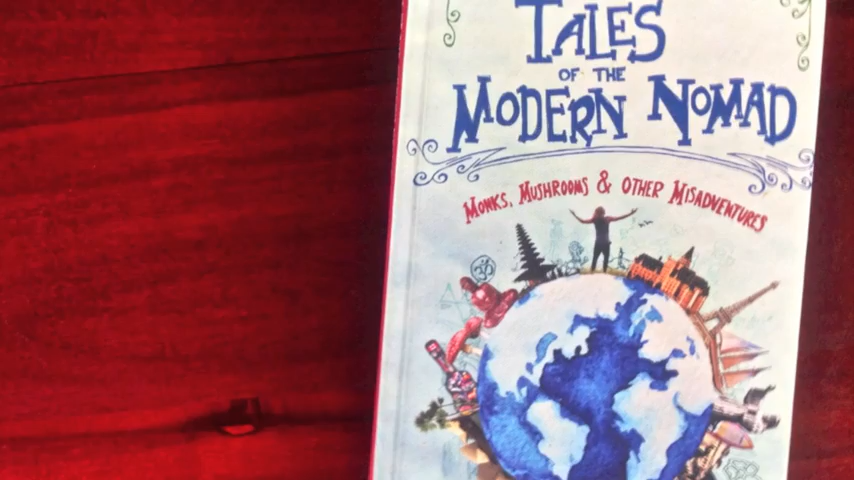 TALES
OF THE
MODERN NOMAD
MONKS, MUSHROOMS & OTHER MISADVENTURES